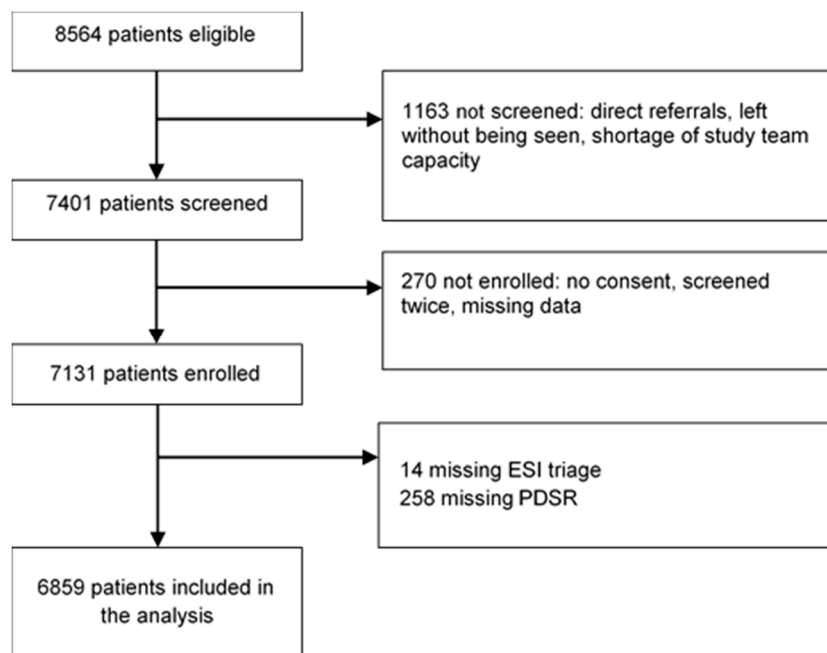 8564 patients eligible
1163 not screened: direct referrals, left
without being seen, shortage of study team
capacity
7401 patients screened
270 not enrolled: no consent, screened
twice, missing data
7131 patients enrolled
14 missing ESI triage
258 missing PDSR
6859 patients included in
the analysis